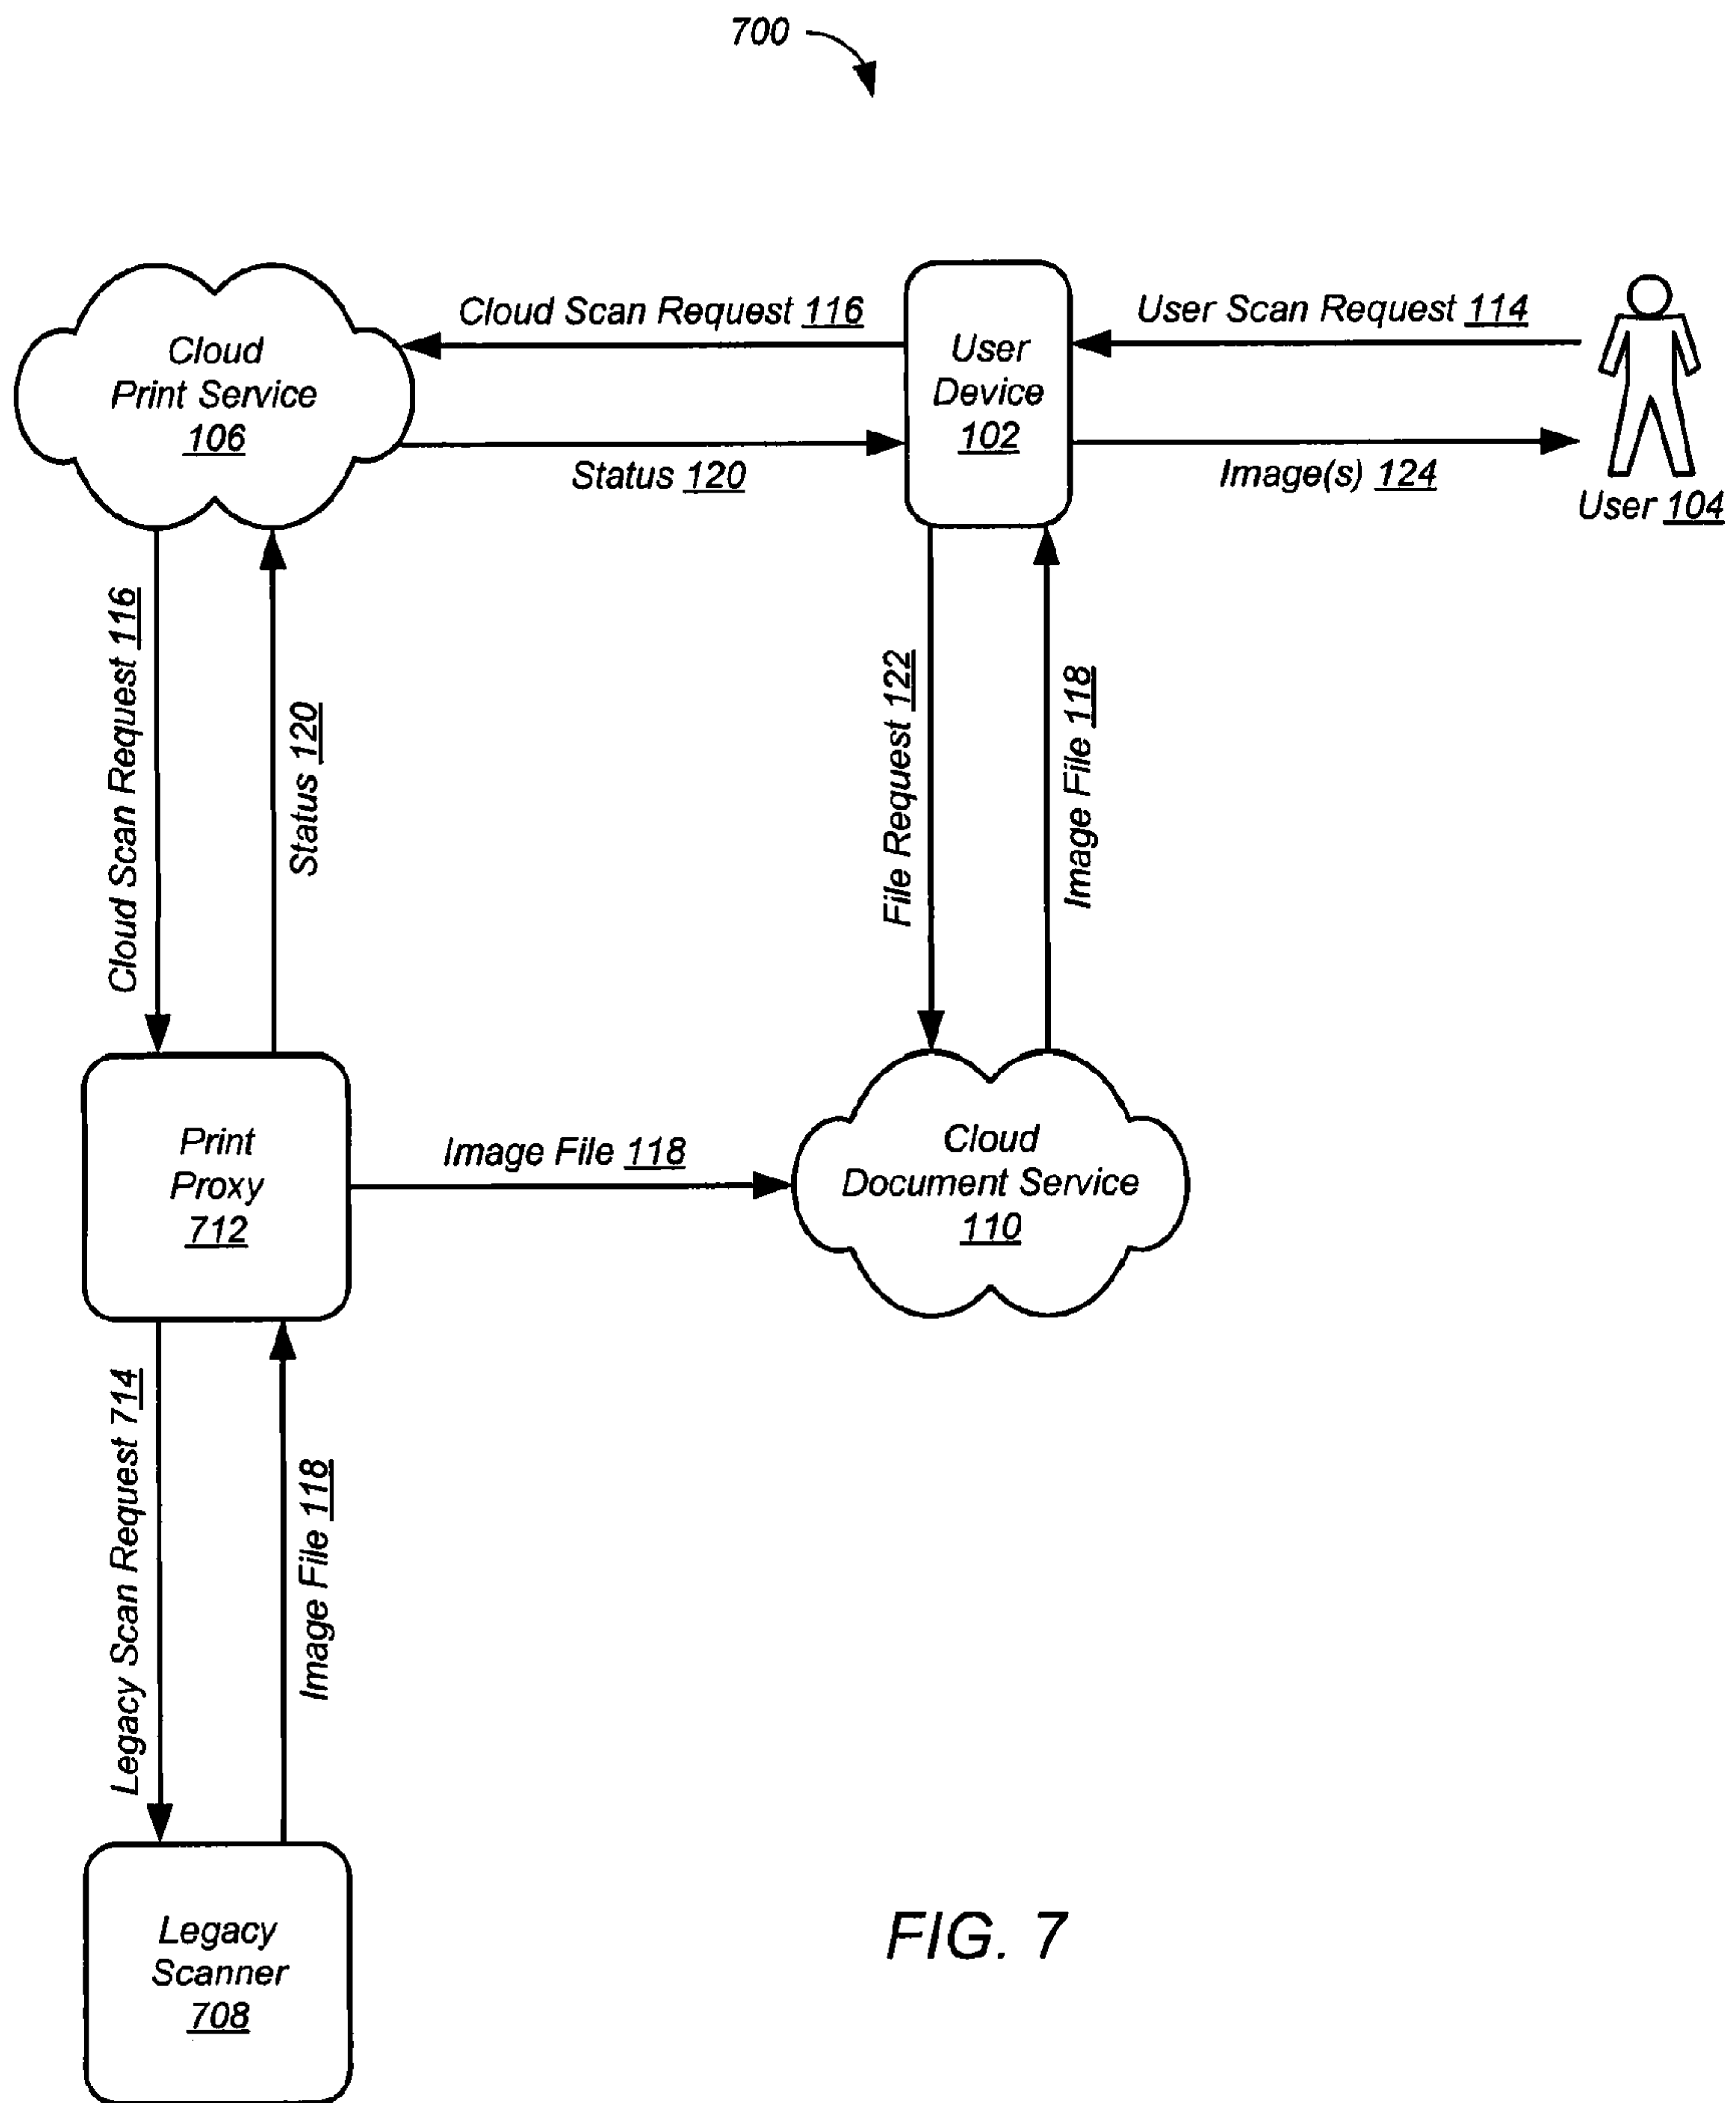 700
Cloud Scan Request 116
User Scan Request 114
Cloud
Print Service
106
User
Device
102
Status 120
Image(s) 124
User 104
Cloud Scan Request 116
Status 120
File Request 122
Image File 118
Print
Proxy
712
Image File 118
Cloud
Document Service
110
Legacy Scan Request 714
Image File 118
Legacy
Scanner
708
FIG. 7